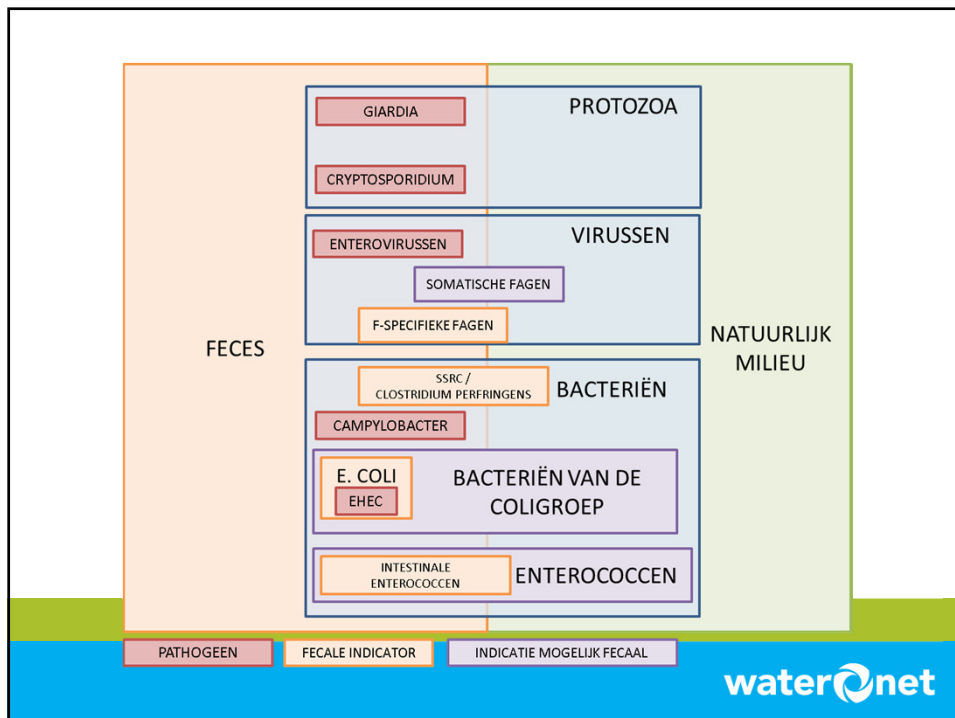 PROTOZOA
GIARDIA
CRYPTOSPORIDIUM
VIRUSSEN
ENTEROVIRUSSEN
SOMATISCHE FAGEN
F-SPECIFIEKE FAGEN
FECES
NATUURLIJK
MILIEU
SSRC /
CLOSTRIDIUM PERFRINGENS
BACTERIËN
CAMPYLOBACTER
E. COLI
EHEC
BACTERIËN VAN DE
COLIGROEP
INTESTINALE
ENTEROCOCCEN
ENTEROCOCCEN
PATHOGEEN
FECALE INDICATOR
INDICATIE MOGELIJK FECAAL
waternet